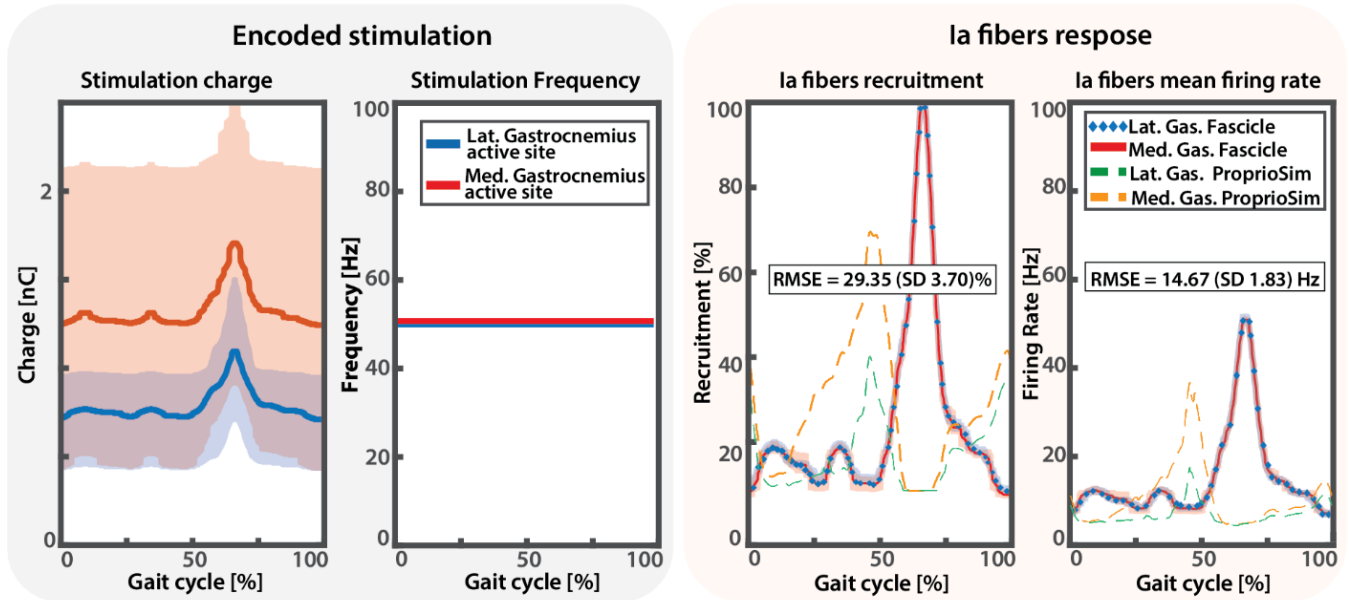 Encoded stimulation
Stimulation charge
Charge [nC]
2
0
0
50
100
Gait cycle [%]
Stimulation Frequency
Frequency [Hz]
100
80
60
40
20
0
Lat. Gastrocnemius
active site
Med. Gastrocnemius
active site
0
50
100
Gait cycle [%]
Ia fibers respose
Ia fibers recruitment
Recruitment [%]
100
80
60
40
20
0
RMSE = 29.35 (SD 3.70)%
0
50
100
Gait cycle [%]
Ia fibers mean firing rate
Firing Rate [Hz]
100
80
60
40
20
0
Lat. Gas. Fascicle
Med. Gas. Fascicle
Lat. Gas. ProprioSim
Med. Gas. ProprioSim
RMSE = 14.67 (SD 1.83) Hz
0
50
100
Gait cycle [%]